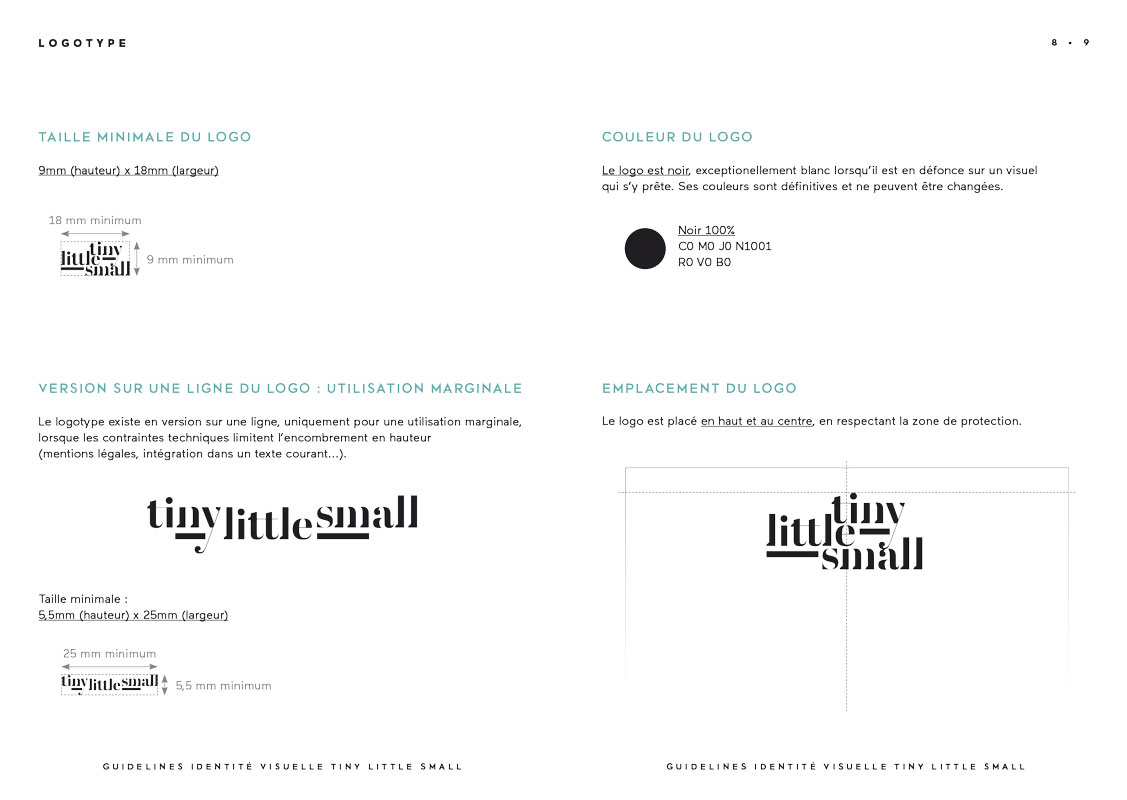 LOGOTYPE
8 • 9
TAILLE MINIMALE DU LOGO
9mm (hauteur) x 18mm (largeur)
18 mm minimum
tiny
little
small
9 mm minimum
VERSION SUR UNE LIGNE DU LOGO : UTILISATION MARGINALE
Le logotype existe en version sur une ligne, uniquement pour une utilisation marginale,
lorsque les contraintes techniques limitent l'encombrement en hauteur
(mentions légales, intégration dans un texte courant...).
tiny little small
Taille minimale :
5,5mm (hauteur) x 25mm (largeur)
25 mm minimum
tiny little small
5,5 mm minimum
GUIDELINES IDENTITÉ VISUELLE TINY LITTLE SMALL
COULEUR DU LOGO
Le logo est noir, exceptionellement blanc lorsqu'il est en défonce sur un visuel
qui s'y prête. Ses couleurs sont définitives et ne peuvent être changées.
Noir 100%
C0 M0 J0 N1001
R0 V0 B0
EMPLACEMENT DU LOGO
Le logo est placé en haut et au centre, en respectant la zone de protection.
tiny
little
small
GUIDELINES IDENTITÉ VISUELLE TINY LITTLE SMALL